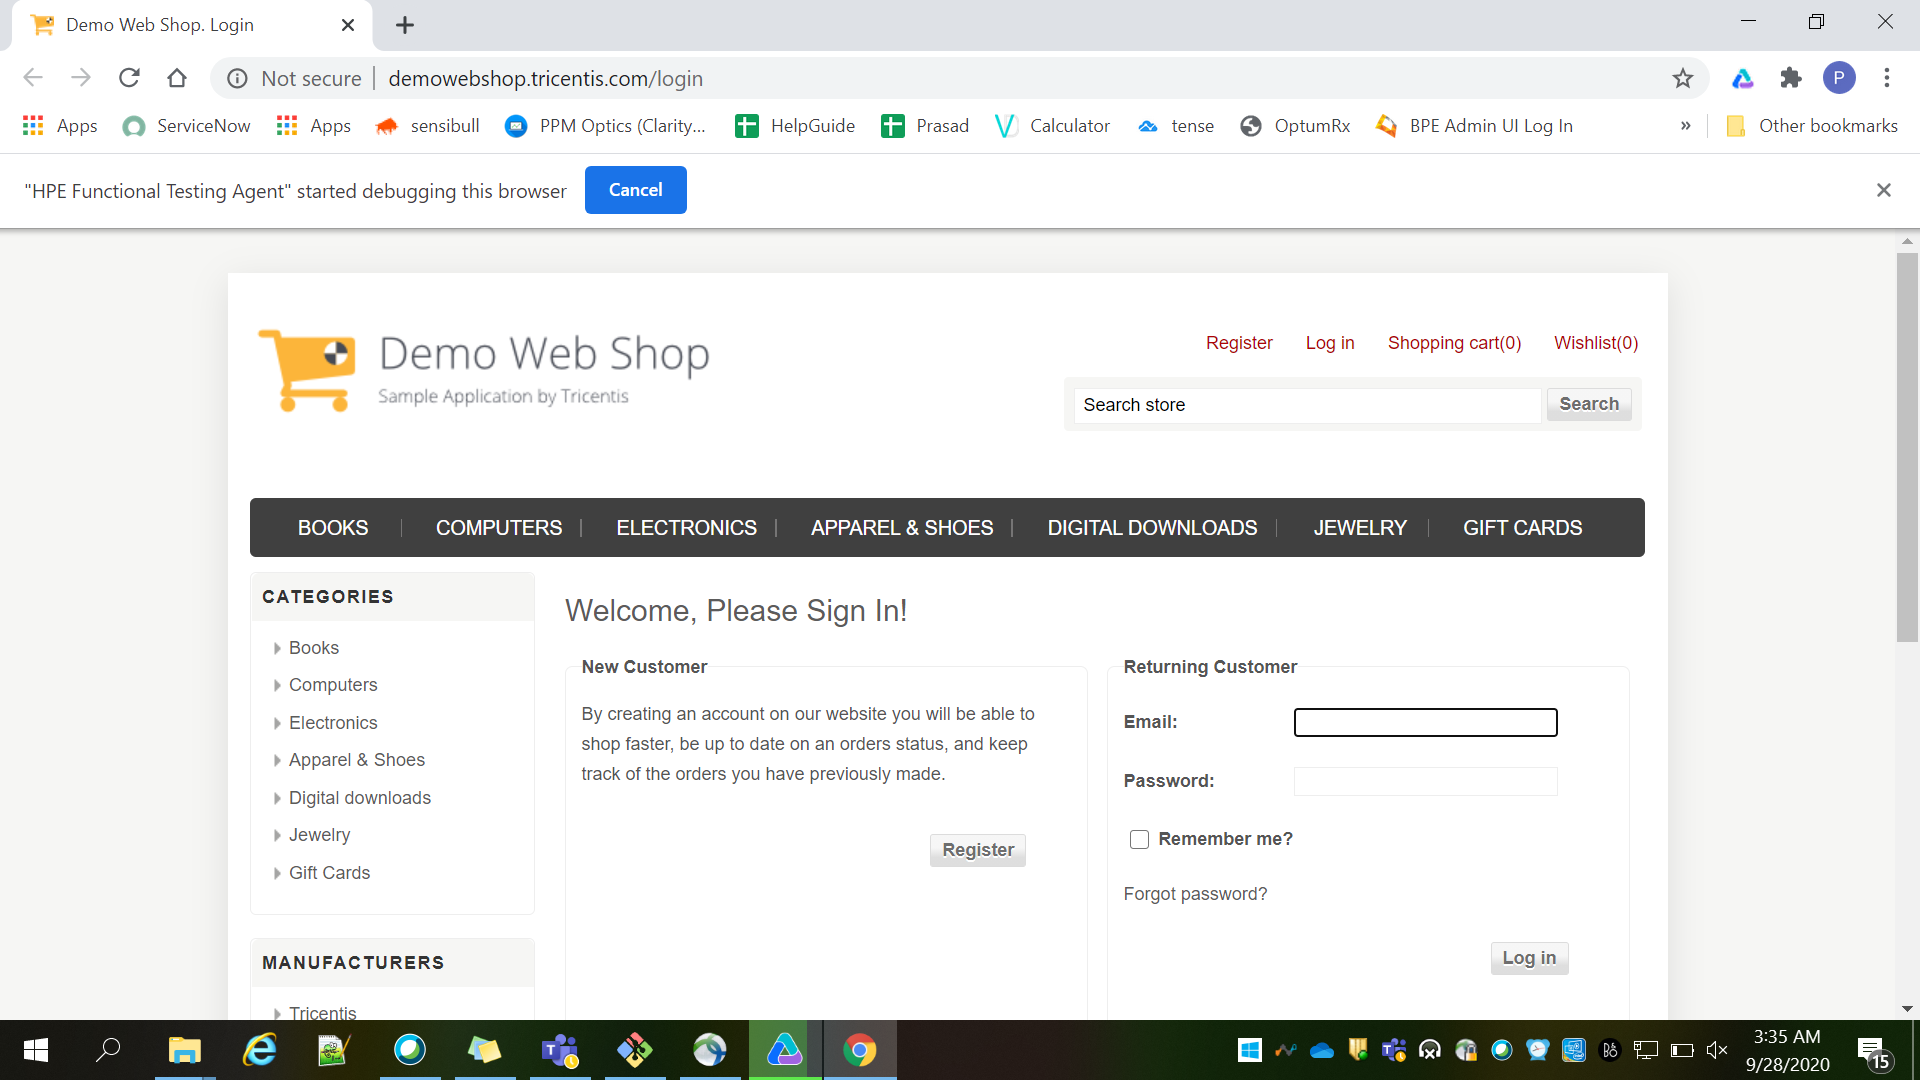 Demo Web Shop. Login
Not secure demowebshop.tricentis.com/login
P
Apps ServiceNow Apps sensibull PPM Optics (Clarity... HelpGuide Prasad Calculator tense OptumRx BPE Admin UI Log In » Other bookmarks
"HPE Functional Testing Agent" started debugging this browser Cancel
Demo Web Shop
Sample Application by Tricentis
Register Log in Shopping cart(0) Wishlist(0)
Search store Search
BOOKS COMPUTERS ELECTRONICS APPAREL & SHOES DIGITAL DOWNLOADS JEWELRY GIFT CARDS
CATEGORIES
Books
Computers
Electronics
Apparel & Shoes
Digital downloads
Jewelry
Gift Cards
MANUFACTURERS
Tricentis
Welcome, Please Sign In!
New Customer
By creating an account on our website you will be able to
shop faster, be up to date on an orders status, and keep
track of the orders you have previously made.
Register
Returning Customer
Email:
Password:
Remember me?
Forgot password?
Log in
3:35 AM
9/28/2020
15